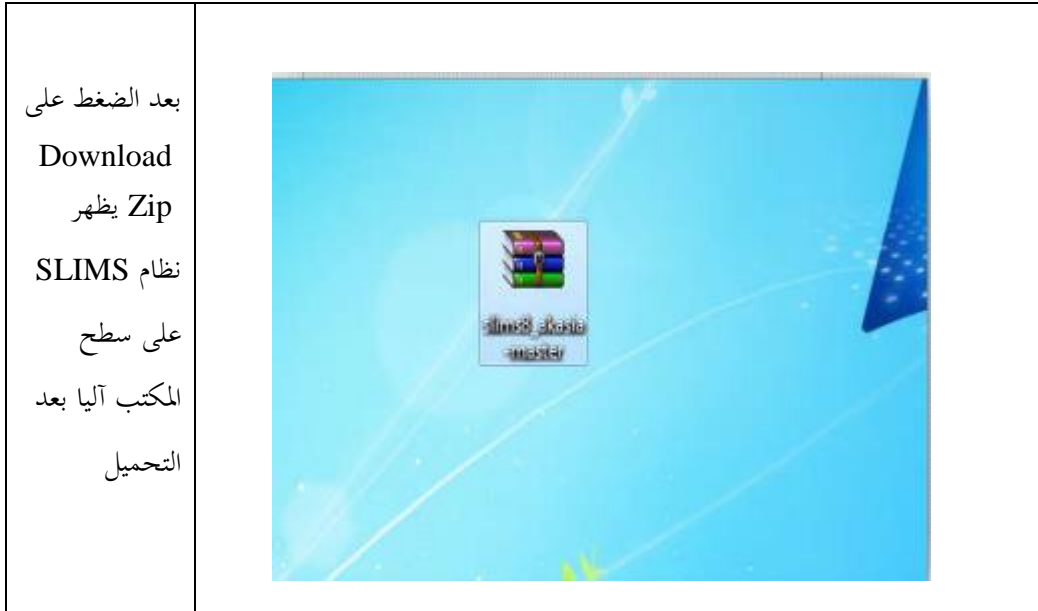 بعد الضغط على
Download
Zip يظهر
نظام SLIMS
على سطح
المكتب آليا بعد
التحميل
slims8_akasia
-master